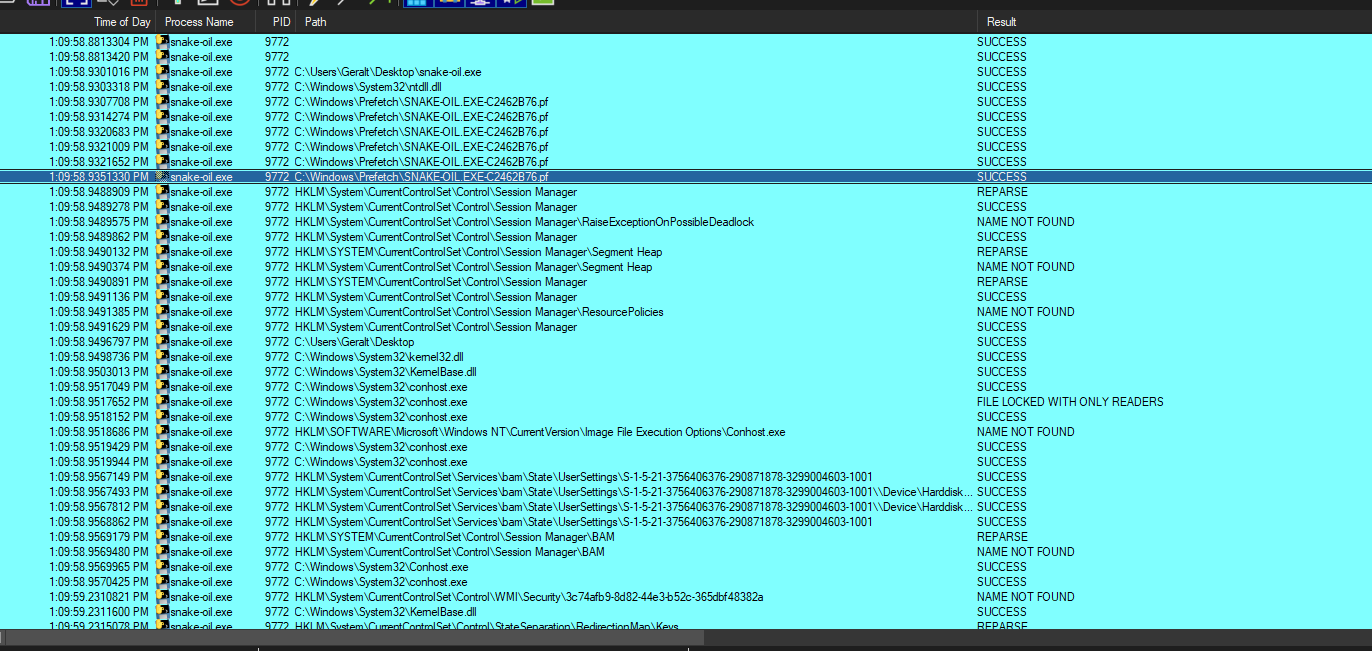 Time of Day Process Name PID Path Result
1:09:58.8813304 PM snake-oil.exe 9772 SUCCESS
1:09:58.8813420 PM snake-oil.exe 9772 SUCCESS
1:09:58.9301016 PM snake-oil.exe 9772 C:\Users\Geralt\Desktop\snake-oil.exe SUCCESS
1:09:58.9303318 PM snake-oil.exe 9772 C:\Windows\System32\ntdll.dll SUCCESS
1:09:58.9307708 PM snake-oil.exe 9772 C:\Windows\Prefetch\SNAKE-OIL.EXE-C2462B76.pf SUCCESS
1:09:58.9314274 PM snake-oil.exe 9772 C:\Windows\Prefetch\SNAKE-OIL.EXE-C2462B76.pf SUCCESS
1:09:58.9320683 PM snake-oil.exe 9772 C:\Windows\Prefetch\SNAKE-OIL.EXE-C2462B76.pf SUCCESS
1:09:58.9321009 PM snake-oil.exe 9772 C:\Windows\Prefetch\SNAKE-OIL.EXE-C2462B76.pf SUCCESS
1:09:58.9321652 PM snake-oil.exe 9772 C:\Windows\Prefetch\SNAKE-OIL.EXE-C2462B76.pf SUCCESS
1:09:58.9351330 PM snake-oil.exe 9772 C:\Windows\Prefetch\SNAKE-OIL.EXE-C2462B76.pf SUCCESS
1:09:58.9488909 PM snake-oil.exe 9772 HKLM\System\CurrentControlSet\Control\Session Manager REPARSE
1:09:58.9489278 PM snake-oil.exe 9772 HKLM\System\CurrentControlSet\Control\Session Manager SUCCESS
1:09:58.9489575 PM snake-oil.exe 9772 HKLM\System\CurrentControlSet\Control\Session Manager\RaiseExceptionOnPossibleDeadlock NAME NOT FOUND
1:09:58.9489862 PM snake-oil.exe 9772 HKLM\System\CurrentControlSet\Control\Session Manager SUCCESS
1:09:58.9490132 PM snake-oil.exe 9772 HKLM\SYSTEM\CurrentControlSet\Control\Session Manager\Segment Heap REPARSE
1:09:58.9490374 PM snake-oil.exe 9772 HKLM\System\CurrentControlSet\Control\Session Manager\Segment Heap NAME NOT FOUND
1:09:58.9490891 PM snake-oil.exe 9772 HKLM\SYSTEM\CurrentControlSet\Control\Session Manager REPARSE
1:09:58.9491136 PM snake-oil.exe 9772 HKLM\System\CurrentControlSet\Control\Session Manager SUCCESS
1:09:58.9491385 PM snake-oil.exe 9772 HKLM\System\CurrentControlSet\Control\Session Manager\ResourcePolicies NAME NOT FOUND
1:09:58.9491629 PM snake-oil.exe 9772 HKLM\System\CurrentControlSet\Control\Session Manager SUCCESS
1:09:58.9496797 PM snake-oil.exe 9772 C:\Users\Geralt\Desktop SUCCESS
1:09:58.9498736 PM snake-oil.exe 9772 C:\Windows\System32\kernel32.dll SUCCESS
1:09:58.9503013 PM snake-oil.exe 9772 C:\Windows\System32\KernelBase.dll SUCCESS
1:09:58.9517049 PM snake-oil.exe 9772 C:\Windows\System32\conhost.exe SUCCESS
1:09:58.9517652 PM snake-oil.exe 9772 C:\Windows\System32\conhost.exe FILE LOCKED WITH ONLY READERS
1:09:58.9518152 PM snake-oil.exe 9772 C:\Windows\System32\conhost.exe SUCCESS
1:09:58.9518686 PM snake-oil.exe 9772 HKLM\SOFTWARE\Microsoft\Windows NT\CurrentVersion\Image File Execution Options\Conhost.exe NAME NOT FOUND
1:09:58.9519429 PM snake-oil.exe 9772 C:\Windows\System32\conhost.exe SUCCESS
1:09:58.9519944 PM snake-oil.exe 9772 C:\Windows\System32\conhost.exe SUCCESS
1:09:58.9567149 PM snake-oil.exe 9772 HKLM\System\CurrentControlSet\Services\bam\State\UserSettings\S-1-5-21-3756406376-290871878-3299004603-1001 SUCCESS
1:09:58.9567493 PM snake-oil.exe 9772 HKLM\System\CurrentControlSet\Services\bam\State\UserSettings\S-1-5-21-3756406376-290871878-3299004603-1001\\Device\Harddisk... SUCCESS
1:09:58.9567812 PM snake-oil.exe 9772 HKLM\System\CurrentControlSet\Services\bam\State\UserSettings\S-1-5-21-3756406376-290871878-3299004603-1001\\Device\Harddisk... SUCCESS
1:09:58.9568862 PM snake-oil.exe 9772 HKLM\System\CurrentControlSet\Services\bam\State\UserSettings\S-1-5-21-3756406376-290871878-3299004603-1001 SUCCESS
1:09:58.9569179 PM snake-oil.exe 9772 HKLM\SYSTEM\CurrentControlSet\Control\Session Manager\BAM REPARSE
1:09:58.9569480 PM snake-oil.exe 9772 HKLM\System\CurrentControlSet\Control\Session Manager\BAM NAME NOT FOUND
1:09:58.9569965 PM snake-oil.exe 9772 C:\Windows\System32\Conhost.exe SUCCESS
1:09:58.9570425 PM snake-oil.exe 9772 C:\Windows\System32\conhost.exe SUCCESS
1:09:59.2310821 PM snake-oil.exe 9772 HKLM\System\CurrentControlSet\Control\WMI\Security\3c74afb9-8d82-44e3-b52c-365dbf48382a NAME NOT FOUND
1:09:59.2311600 PM snake-oil.exe 9772 C:\Windows\System32\KernelBase.dll SUCCESS
1:09:59.2315078 PM snake-oil.exe 9772 HKLM\System\CurrentControlSet\Control\StateSeparation\RedirectionMap\Keys REPARSE